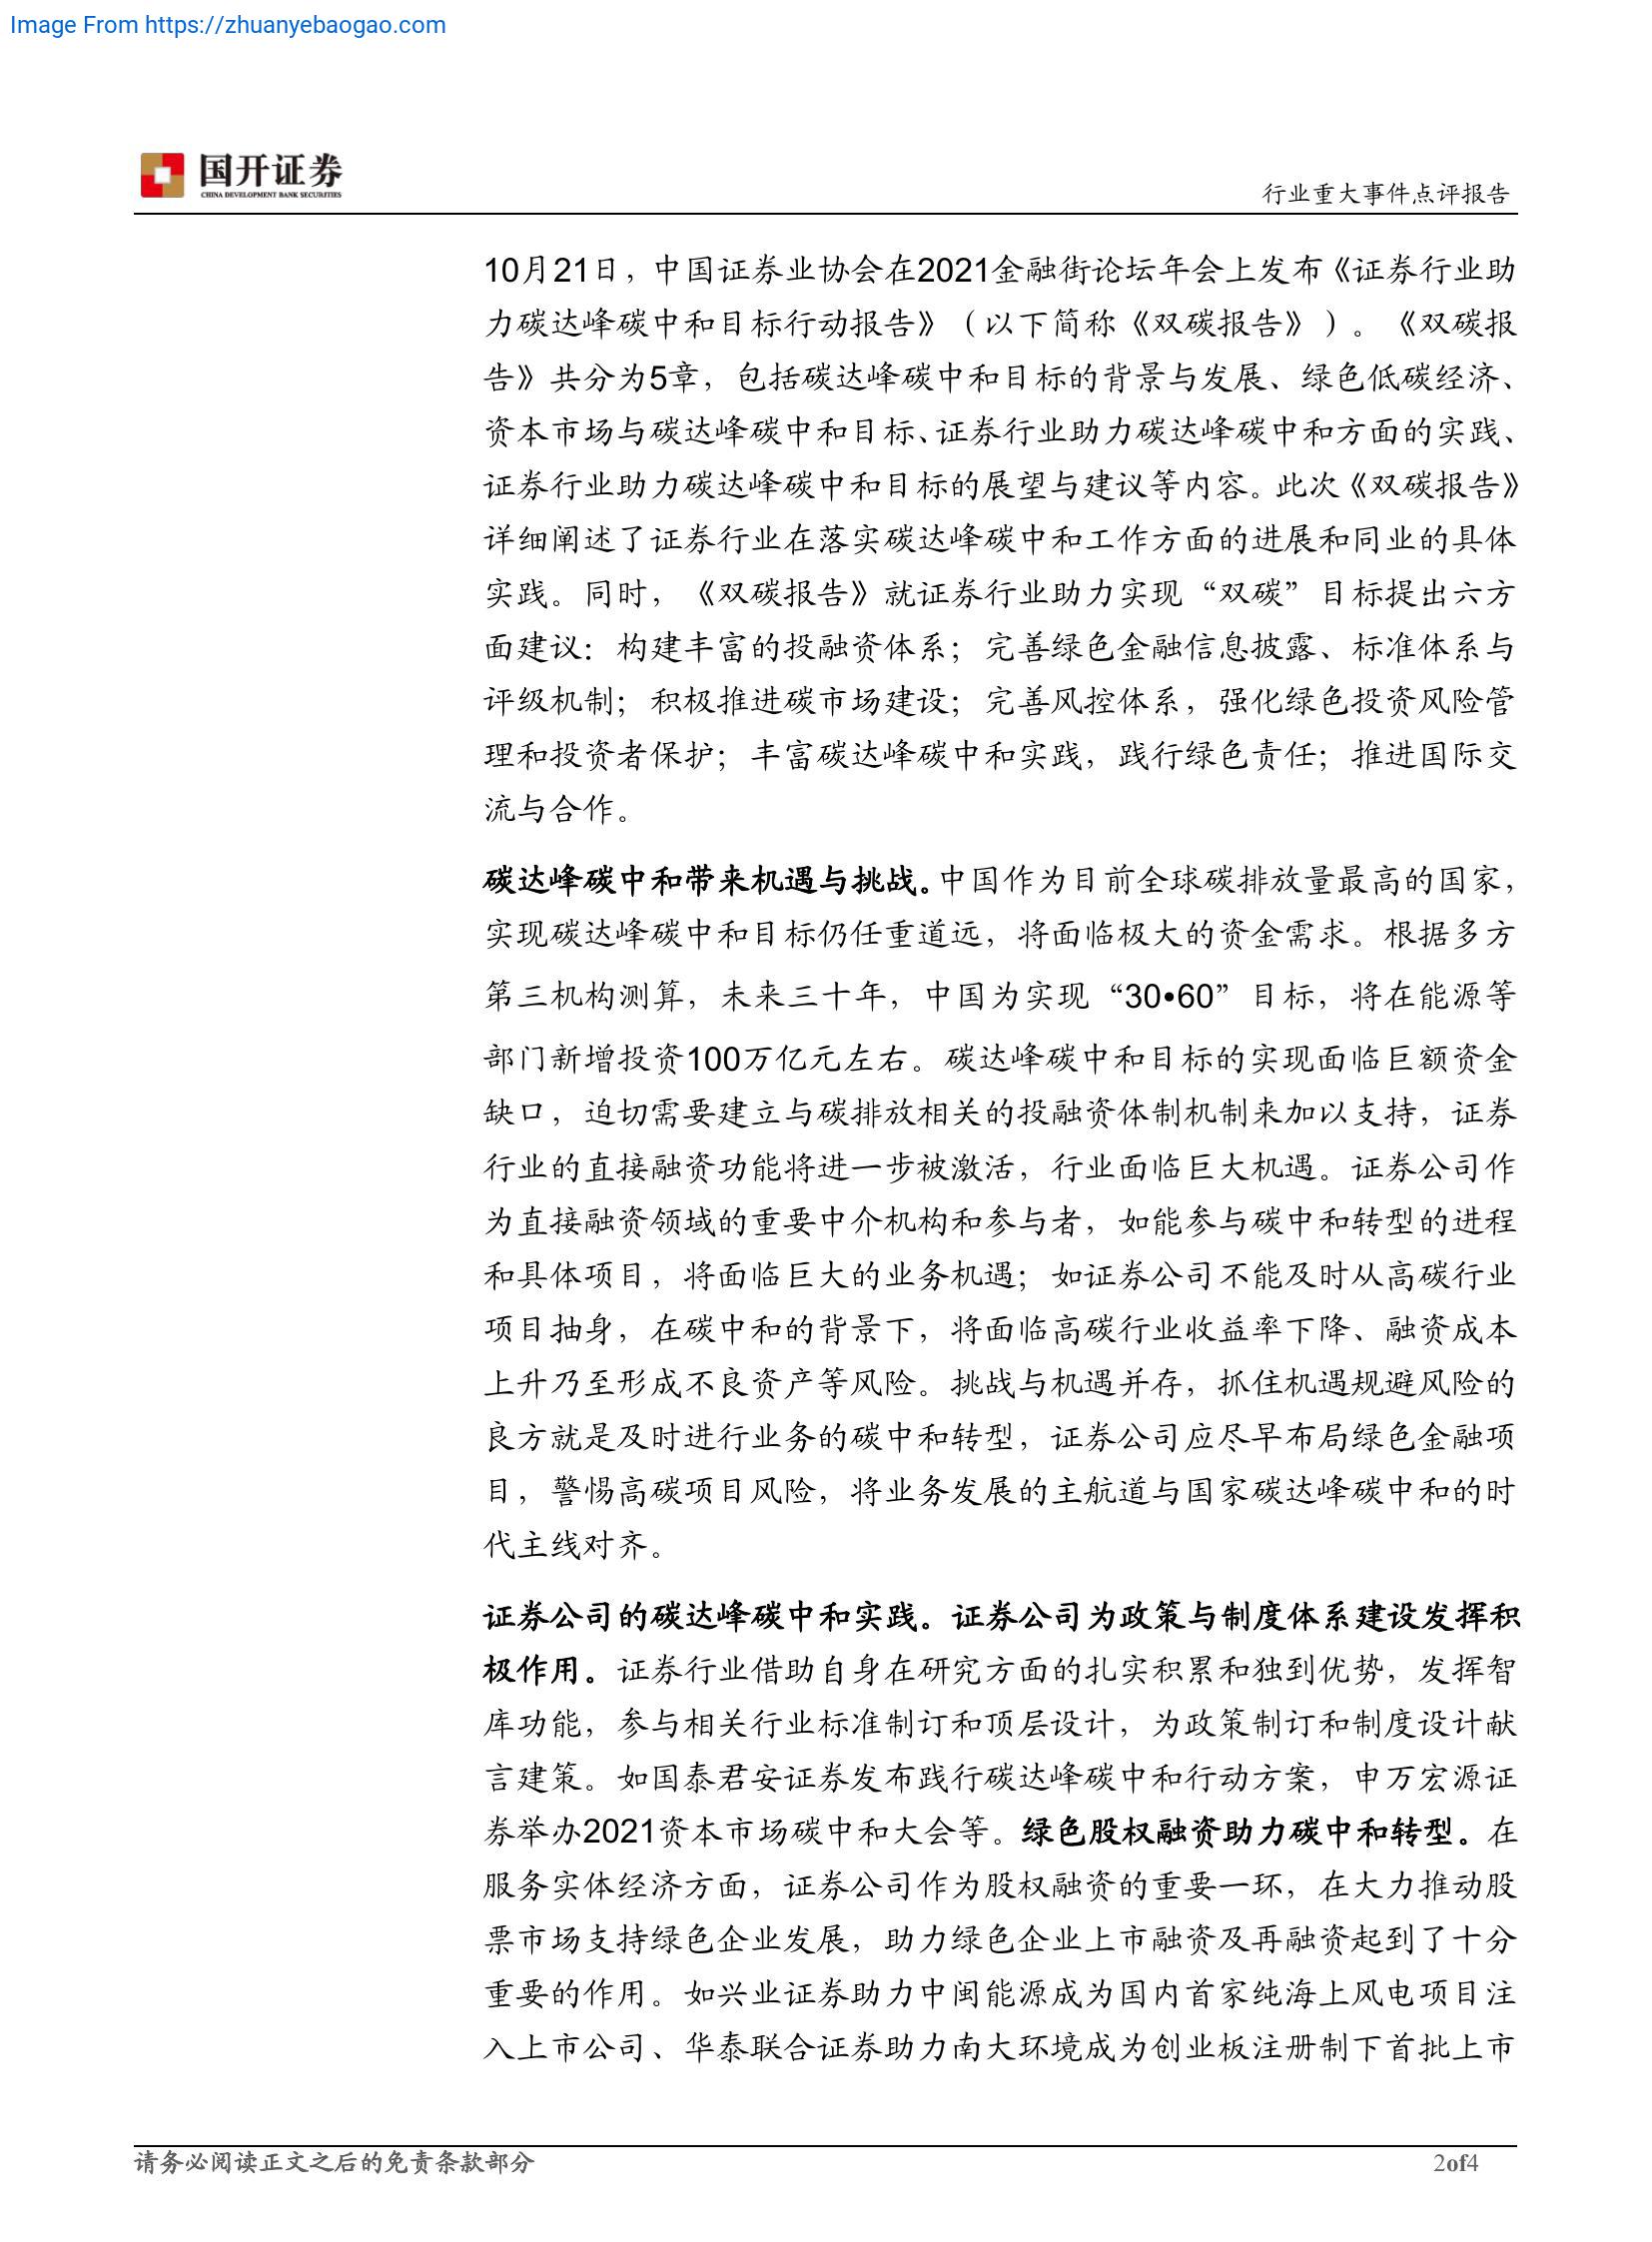 Image From https://zhuanyebaogao.com
国开证券
CHINA DEVELOPMENT BANK SECURITIES
行业重大事件点评报告
10月21日，中国证券业协会在2021金融街论坛年会上发布《证券行业助
力碳达峰碳中和目标行动报告》（以下简称《双碳报告》）。《双碳报
告》共分为5章，包括碳达峰碳中和目标的背景与发展、绿色低碳经济、
资本市场与碳达峰碳中和目标、证券行业助力碳达峰碳中和方面的实践、
证券行业助力碳达峰碳中和目标的展望与建议等内容。此次《双碳报告》
详细阐述了证券行业在落实碳达峰碳中和工作方面的进展和同业的具体
实践。同时，《双碳报告》就证券行业助力实现“双碳”目标提出六方
面建议：构建丰富的投融资体系；完善绿色金融信息披露、标准体系与
评级机制；积极推进碳市场建设；完善风控体系，强化绿色投资风险管
理和投资者保护；丰富碳达峰碳中和实践，践行绿色责任；推进国际交
流与合作。
碳达峰碳中和带来机遇与挑战。中国作为目前全球碳排放量最高的国家，
实现碳达峰碳中和目标仍任重道远，将面临极大的资金需求。根据多方
第三机构测算，未来三十年，中国为实现“30•60”目标，将在能源等
部门新增投资100万亿元左右。碳达峰碳中和目标的实现面临巨额资金
缺口，迫切需要建立与碳排放相关的投融资体制机制来加以支持，证券
行业的直接融资功能将进一步被激活，行业面临巨大机遇。证券公司作
为直接融资领域的重要中介机构和参与者，如能参与碳中和转型的进程
和具体项目，将面临巨大的业务机遇；如证券公司不能及时从高碳行业
项目抽身，在碳中和的背景下，将面临高碳行业收益率下降、融资成本
上升乃至形成不良资产等风险。挑战与机遇并存，抓住机遇规避风险的
良方就是及时进行业务的碳中和转型，证券公司应尽早布局绿色金融项
目，警惕高碳项目风险，将业务发展的主航道与国家碳达峰碳中和的时
代主线对齐。
证券公司的碳达峰碳中和实践。证券公司为政策与制度体系建设发挥积
极作用。证券行业借助自身在研究方面的扎实积累和独到优势，发挥智
库功能，参与相关行业标准制订和顶层设计，为政策制订和制度设计献
言建策。如国泰君安证券发布践行碳达峰碳中和行动方案，申万宏源证
券举办2021资本市场碳中和大会等。绿色股权融资助力碳中和转型。在
服务实体经济方面，证券公司作为股权融资的重要一环，在大力推动股
票市场支持绿色企业发展，助力绿色企业上市融资及再融资起到了十分
重要的作用。如兴业证券助力中闽能源成为国内首家纯海上风电项目注
入上市公司、华泰联合证券助力南大环境成为创业板注册制下首批上市
请务必阅读正文之后的免责条款部分
2of4